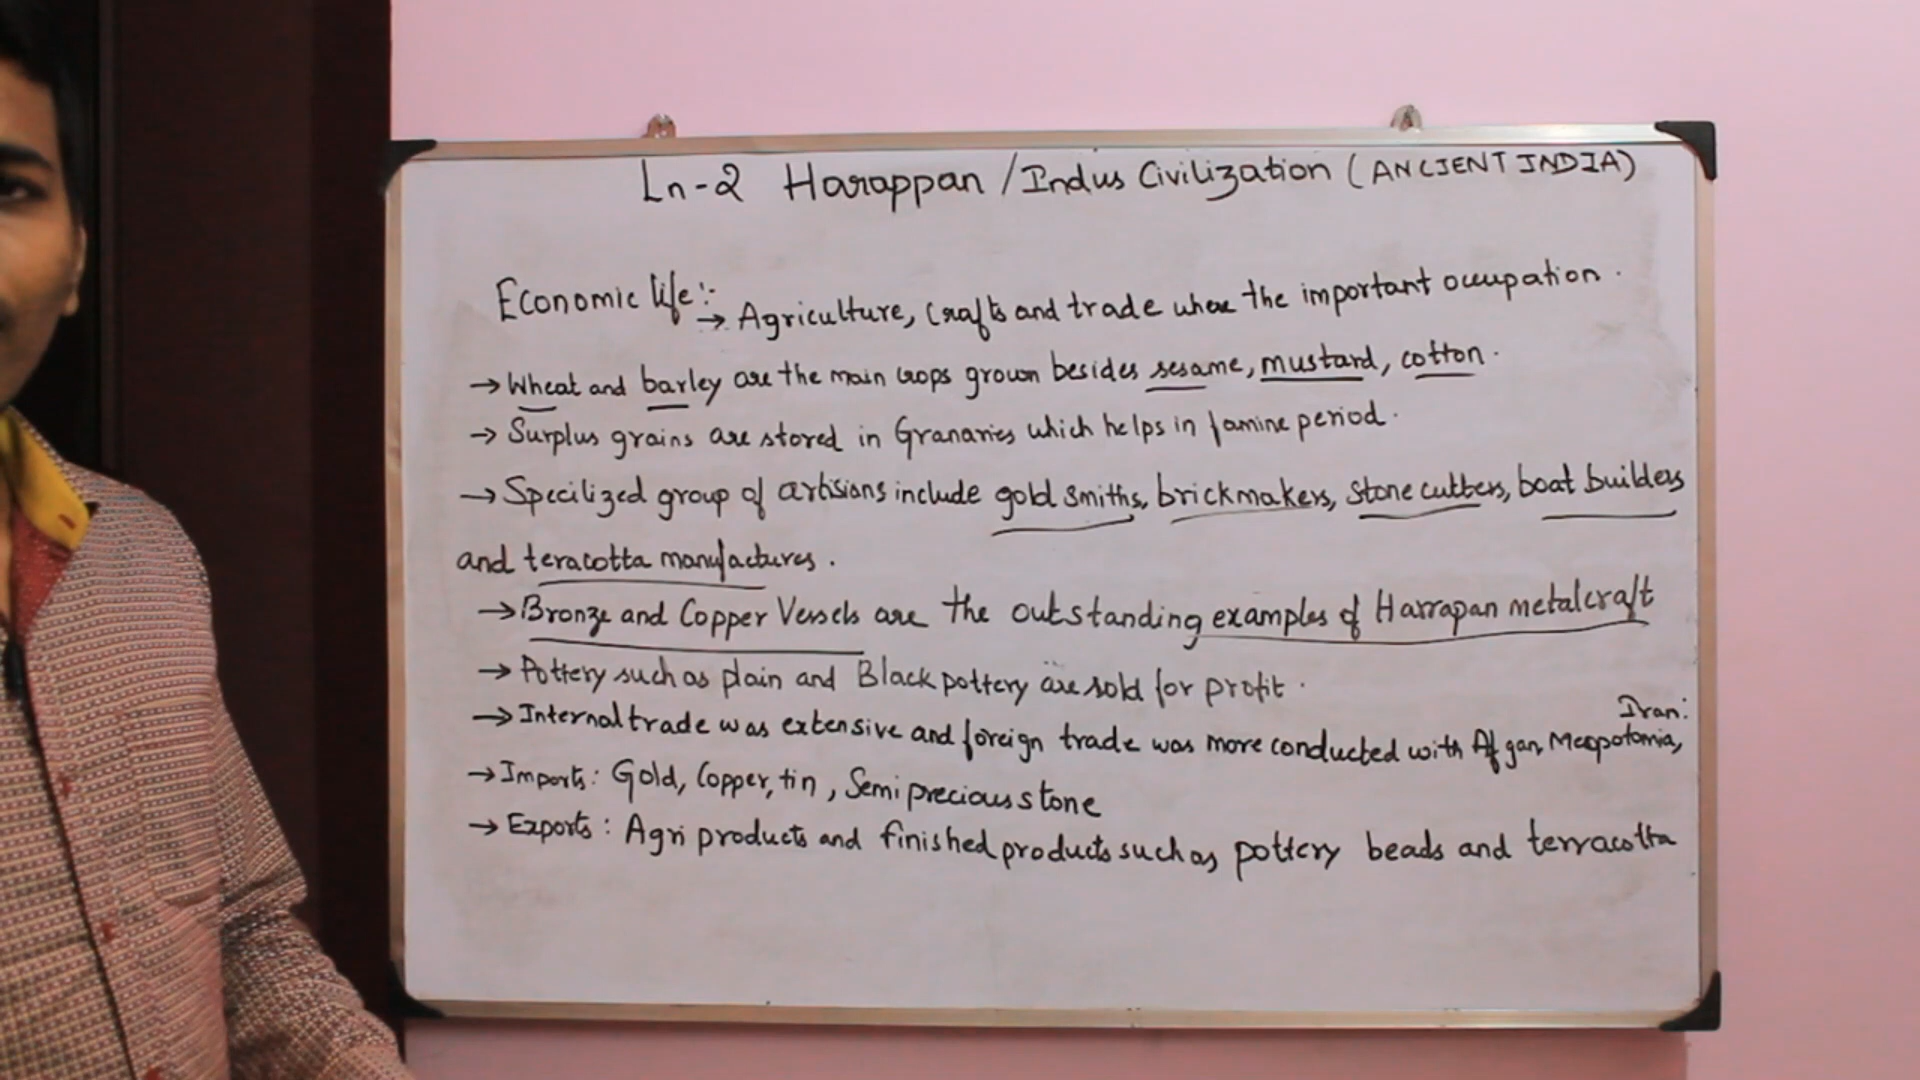 Ln-2 Harappan / Indus Civilization (ANCIENT INDIA)
Economic life:-
→ Agriculture, Crafts and trade where the important occupation.
→ Wheat and barley are the main crops grown besides sesame, mustard, cotton.
→ Surplus grains are stored in Granaries which helps in famine period.
→ Specilized group of artisians include gold smiths, brickmakers, stone cutters, boat builders
and teracotta manufactures.
→ Bronze and Copper Vessels are the outstanding examples of Harrapan metalcraft
→ Pottery such as plain and Black pottery are sold for profit.
Iran.
→ Internal trade was extensive and foreign trade was more conducted with Afgan, Mesopotamia,
→ Imports: Gold, Copper, tin, Semi precious stone
→ Exports: Agri products and finished products such as pottery beads and terracotta